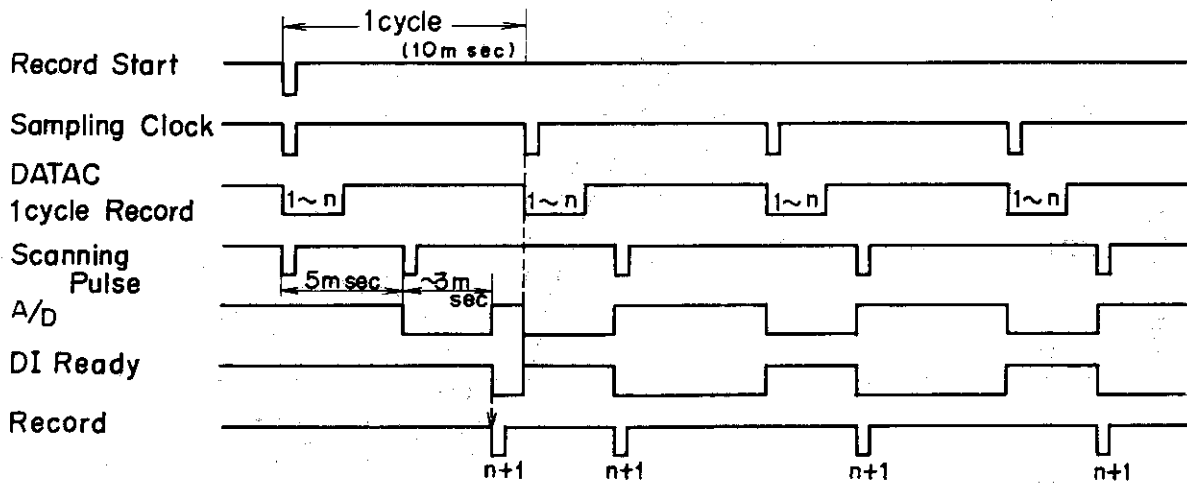 1cycle
(10m sec)
Record Start
Sampling Clock
DATAC
1cycle Record
1~n
1~n
1~n
1~n
Scanning
Pulse
5m sec
~3m
sec
A/D
DI Ready
Record
n+1
n+1
n+1
n+1